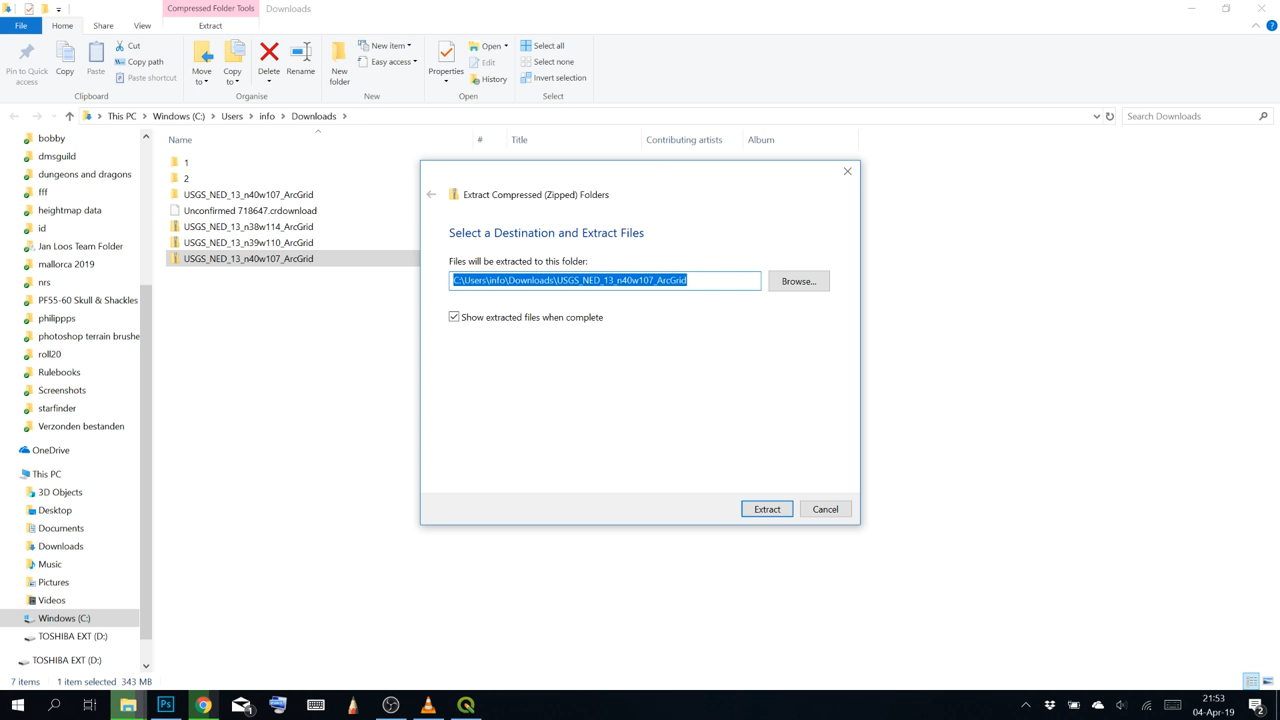 Compressed Folder Tools
Downloads
File
Home
Share
View
Extract
Pin to Quick access
Copy
Paste
Cut
Copy path
Paste shortcut
Clipboard
Move to
Copy to
Delete
Rename
Organise
New folder
New item
Easy access
New
Properties
Open
Edit
History
Open
Select all
Select none
Invert selection
Select
This PC
Windows (C:)
Users
info
Downloads
Search Downloads
Name
#
Title
Contributing artists
Album
bobby
dmsguild
dungeons and dragons
fff
heightmap data
id
Jan Loos Team Folder
mallorca 2019
nrs
PF55-60 Skull & Shackles
philippps
photoshop terrain brushe
roll20
Rulebooks
Screenshots
starfinder
Verzonden bestanden
OneDrive
This PC
3D Objects
Desktop
Documents
Downloads
Music
Pictures
Videos
Windows (C:)
TOSHIBA EXT (D:)
TOSHIBA EXT (D:)
1
2
USGS_NED_13_n40w107_ArcGrid
Unconfirmed 718647.crdownload
USGS_NED_13_n38w114_ArcGrid
USGS_NED_13_n39w110_ArcGrid
USGS_NED_13_n40w107_ArcGrid
Extract Compressed (Zipped) Folders
Select a Destination and Extract Files
Files will be extracted to this folder:
C:\Users\info\Downloads\USGS_NED_13_n40w107_ArcGrid
Browse...
Show extracted files when complete
Extract
Cancel
7 items
1 item selected 343 MB
Ps
1
21:53
04-Apr-19
2